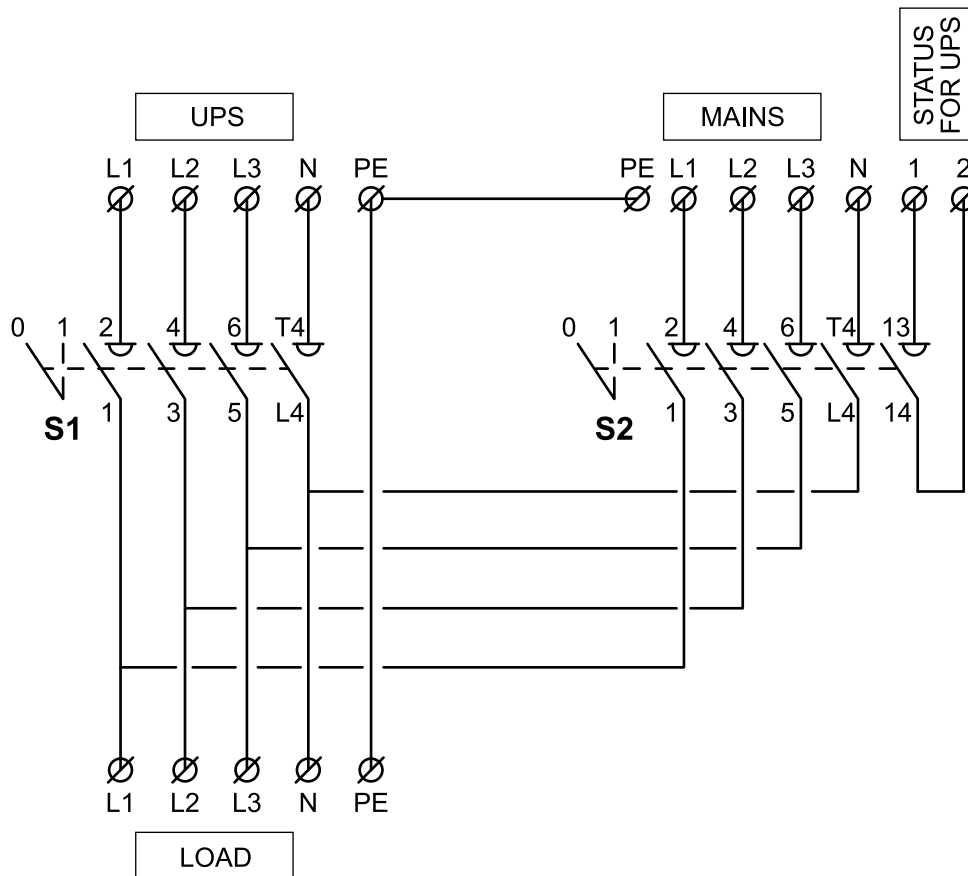 STATUS
FOR UPS
UPS
MAINS
L1 L2 L3 N PE PE L1 L2 L3 N 1 2
0 1 2 4 6 T4 0 1 2 4 6 T4 13
1 3 5 L4 1 3 5 L4 14
S1 S2
L1 L2 L3 N PE
LOAD